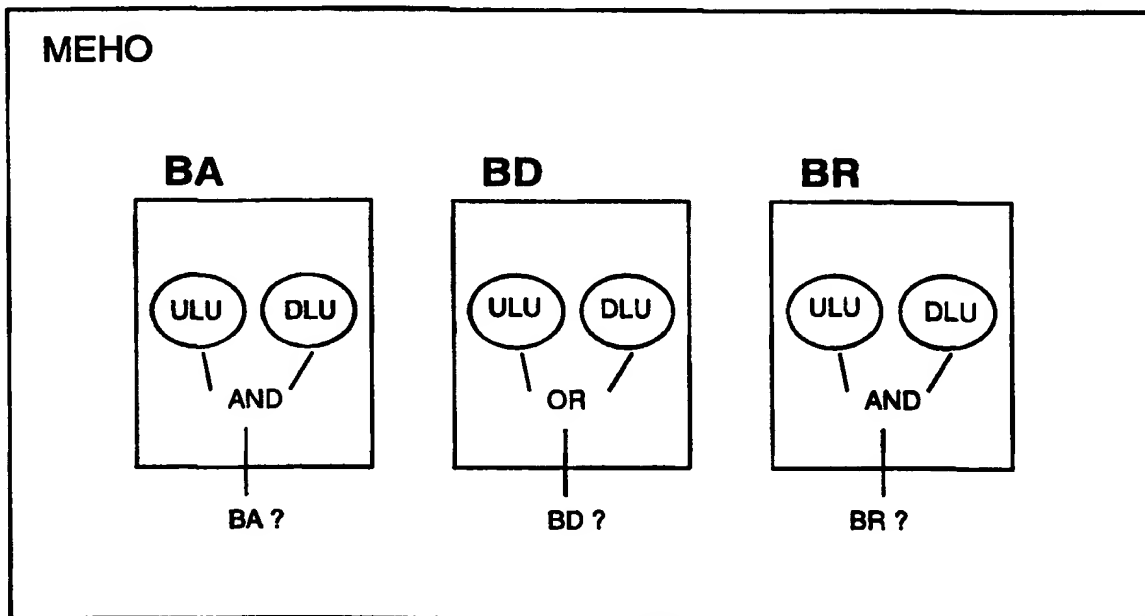 MEHO
BA BD BR
ULU DLU ULU DLU ULU DLU
AND OR AND
BA ? BD ? BR ?